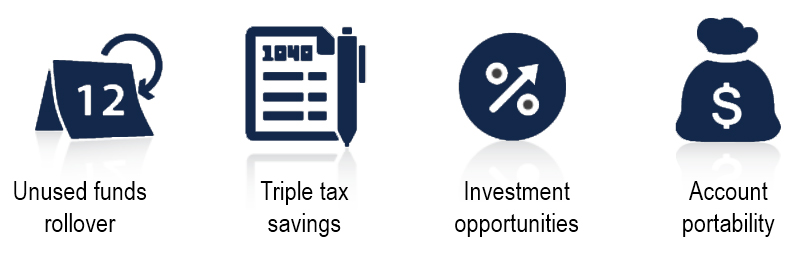 12
1040
%
$
Unused funds
rollover
Triple tax
savings
Investment
opportunities
Account
portability